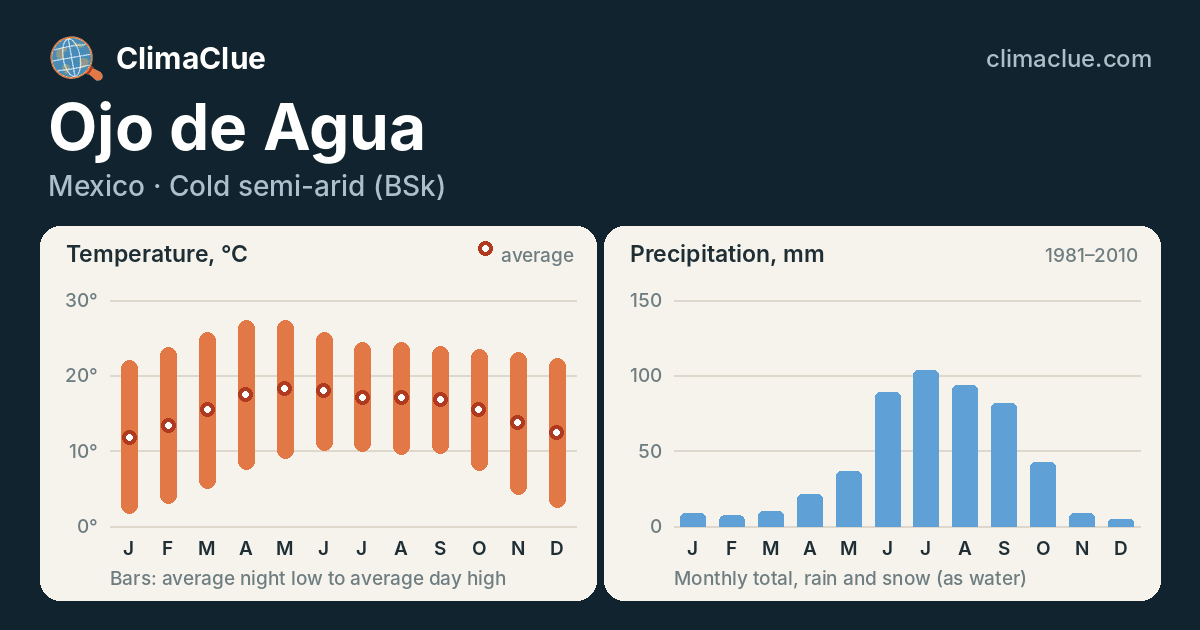 ClimaClue
climaclue.com
Ojo de Agua
Mexico · Cold semi-arid (BSk)
Temperature, °C
average
30°
20°
10°
0°
J F M A M J J A S O N D
Bars: average night low to average day high
Precipitation, mm
1981–2010
150
100
50
0
J F M A M J J A S O N D
Monthly total, rain and snow (as water)